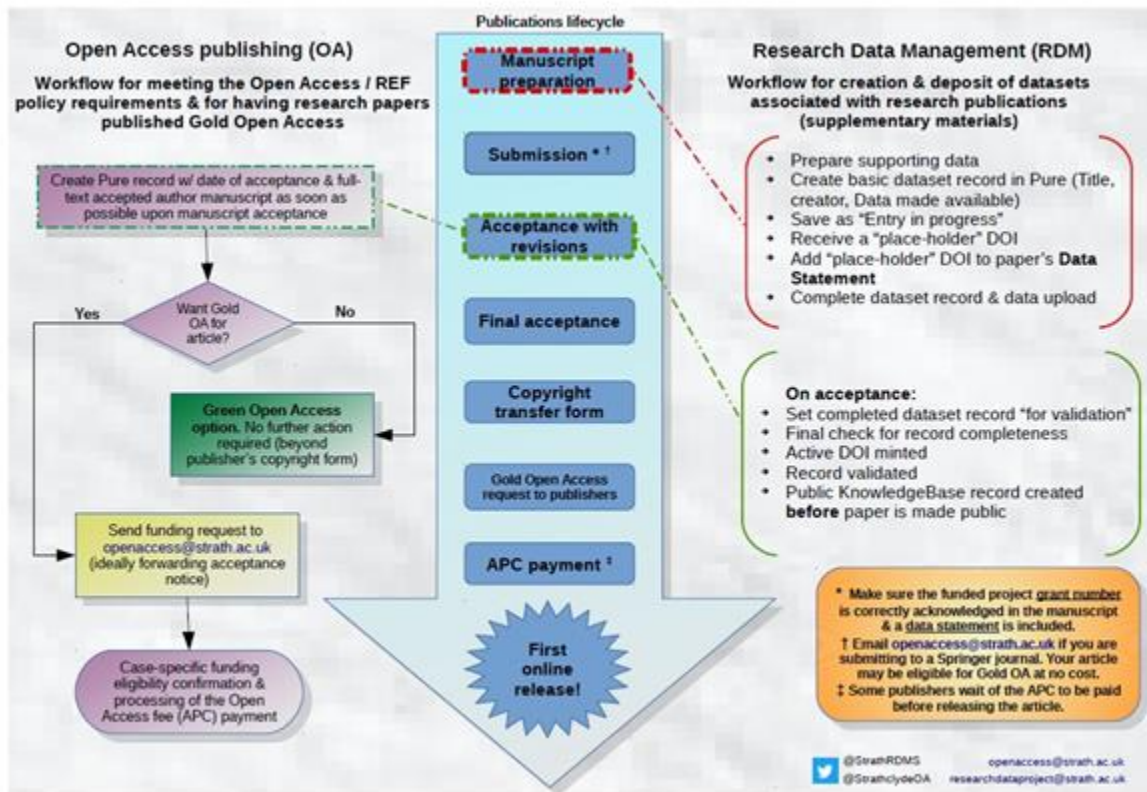 Publications lifecycle
Open Access publishing (OA)
Workflow for meeting the Open Access / REF
policy requirements & for having research papers
published Gold Open Access
Create Pure record w/ date of acceptance & full-
text accepted author manuscript as soon as
possible upon manuscript acceptance
Yes
Want Gold
OA for
article?
No
Green Open Access
option. No further action
required (beyond
publisher's copyright form)
Send funding request to
openaccess@strath.ac.uk
(ideally forwarding acceptance
notice)
Case-specific funding
eligibility confirmation &
processing of the Open
Access fee (APC) payment
Manuscript
preparation
Submission * †
Acceptance with
revisions
Final acceptance
Copyright
transfer form
Gold Open Access
request to publishers
APC payment ‡
First
online
release!
Research Data Management (RDM)
Workflow for creation & deposit of datasets
associated with research publications
(supplementary materials)
• Prepare supporting data
• Create basic dataset record in Pure (Title,
creator, Data made available)
• Save as "Entry in progress"
• Receive a "place-holder" DOI
• Add "place-holder" DOI to paper's Data
Statement
• Complete dataset record & data upload
On acceptance:
• Set completed dataset record "for validation"
• Final check for record completeness
• Active DOI minted
• Record validated
• Public KnowledgeBase record created
before paper is made public
* Make sure the funded project grant number
is correctly acknowledged in the manuscript
& a data statement is included.
† Email openaccess@strath.ac.uk if you are
submitting to a Springer journal. Your article
may be eligible for Gold OA at no cost.
‡ Some publishers wait of the APC to be paid
before releasing the article.
@StrathRDMS
@StrathclydeOA
openaccess@strath.ac.uk
researchdataproject@strath.ac.uk